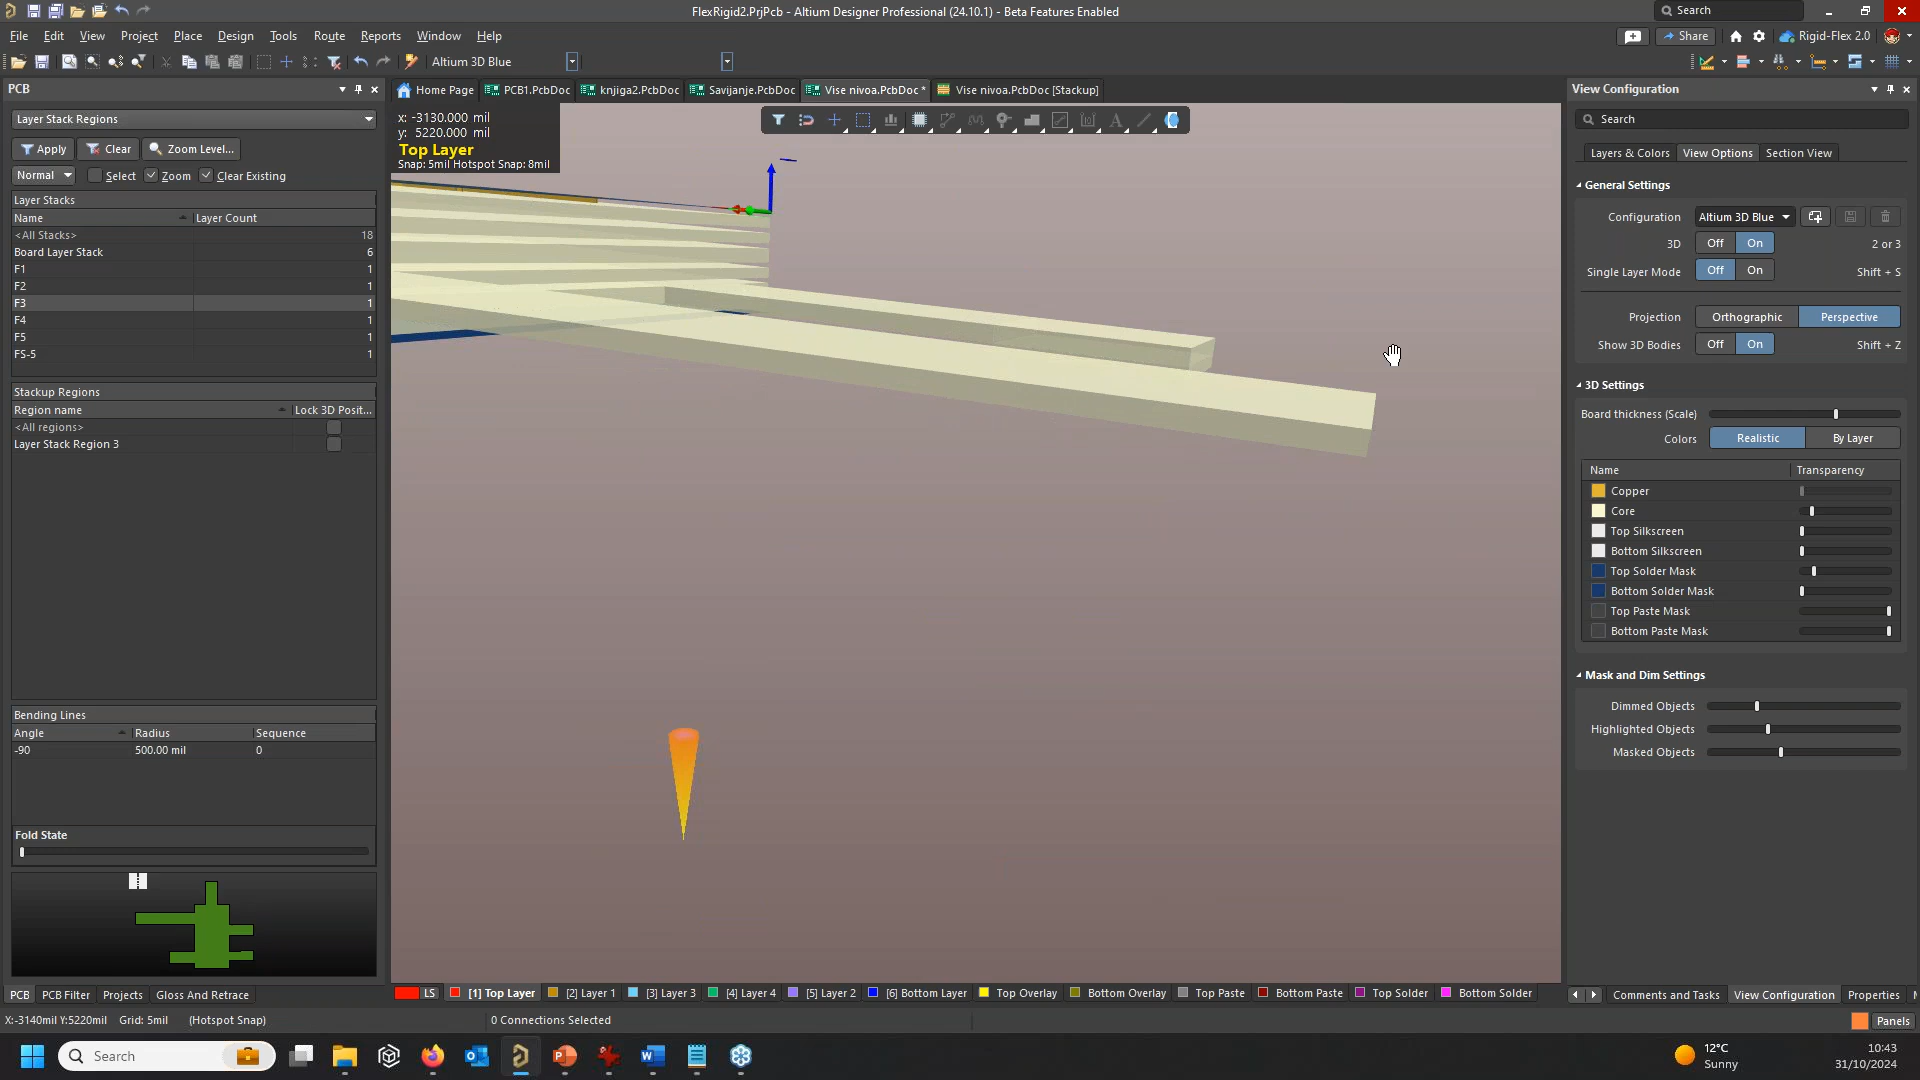 FlexRigid2.PrjPcb - Altium Designer Professional (24.10.1) - Beta Features Enabled
Search
File Edit View Project Place Design Tools Route Reports Window Help
Share
Rigid-Flex 2.0
Altium 3D Blue
PCB
Home Page PCB1.PcbDoc knjiga2.PcbDoc Savijanje.PcbDoc Vise nivoa.PcbDoc * Vise nivoa.PcbDoc [Stackup]
Layer Stack Regions
Apply Clear Zoom Level...
Normal Select Zoom Clear Existing
Layer Stacks
Name Layer Count
<All Stacks> 18
Board Layer Stack 6
F1 1
F2 1
F3 1
F4 1
F5 1
FS-5 1
Stackup Regions
Region name Lock 3D Posit...
<All regions>
Layer Stack Region 3
Bending Lines
Angle Radius Sequence
-90 500.00 mil 0
Fold State
PCB PCB Filter Projects Gloss And Retrace
x: -3130.000 mil
y: 5220.000 mil
Top Layer
Snap: 5mil Hotspot Snap: 8mil
LS [1] Top Layer [2] Layer 1 [3] Layer 3 [4] Layer 4 [5] Layer 2 [6] Bottom Layer Top Overlay Bottom Overlay Top Paste Bottom Paste Top Solder Bottom Solder
View Configuration
Search
Layers & Colors View Options Section View
General Settings
Configuration Altium 3D Blue
3D Off On 2 or 3
Single Layer Mode Off On Shift + S
Projection Orthographic Perspective
Show 3D Bodies Off On Shift + Z
3D Settings
Board thickness (Scale)
Colors Realistic By Layer
Name Transparency
Copper
Core
Top Silkscreen
Bottom Silkscreen
Top Solder Mask
Bottom Solder Mask
Top Paste Mask
Bottom Paste Mask
Mask and Dim Settings
Dimmed Objects
Highlighted Objects
Masked Objects
Comments and Tasks View Configuration Properties
X:-3140mil Y:5220mil Grid: 5mil (Hotspot Snap) 0 Connections Selected
Panels
Search
12°C
Sunny
10:43
31/10/2024